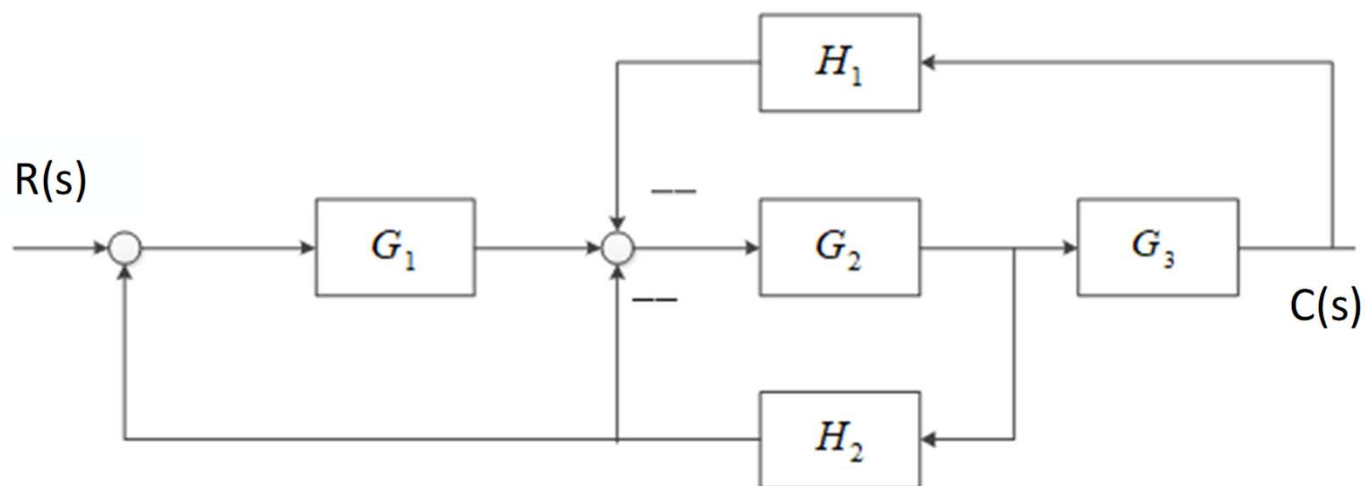 H₁
R(s)
—
G₁
G₂
G₃
—
C(s)
H₂